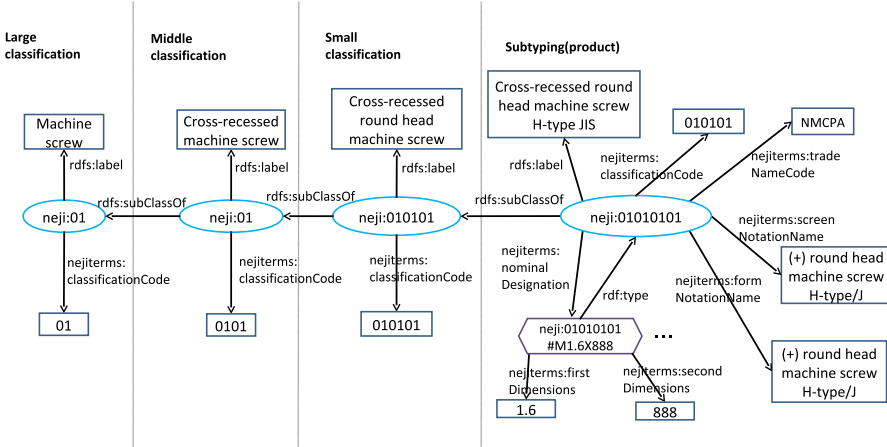 Large
classification
Middle
classification
Small
classification
Subtyping(product)
Machine
screw
Cross-recessed
machine screw
Cross-recessed
round head
machine screw
Cross-recessed round
head machine screw
H-type JIS
010101
NMCPA
rdfs:label
rdfs:label
rdfs:label
rdfs:label
nejiterms:
classificationCode
nejiterms:trade
NameCode
neji:01
rdfs:subClassOf
neji:01
rdfs:subClassOf
neji:010101
rdfs:subClassOf
neji:01010101
nejiterms:screen
NotationName
nejiterms:
classificationCode
nejiterms:
classificationCode
nejiterms:
classificationCode
nejiterms:
nominal
Designation
rdf:type
nejiterms:form
NotationName
(+) round head
machine screw
H-type/J
01
0101
010101
neji:01010101
#M1.6X888
...
(+) round head
machine screw
H-type/J
nejiterms:first
Dimensions
nejiterms:second
Dimensions
1.6
888